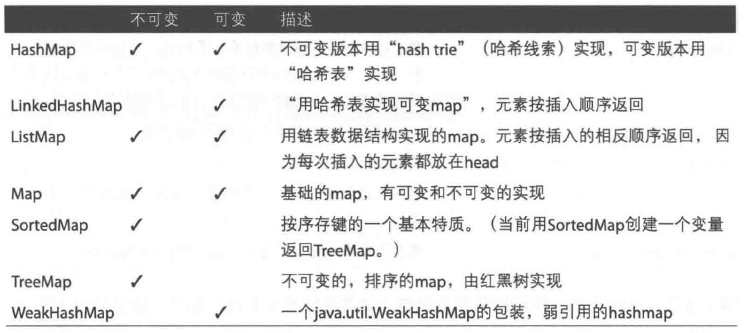 不可变 可变 描述
HashMap ✓ ✓ 不可变版本用“hash trie”（哈希线索）实现，可变版本用
“哈希表”实现
LinkedHashMap ✓ “用哈希表实现可变map”，元素按插入顺序返回
ListMap ✓ ✓ 用链表数据结构实现的map。元素按插入的相反顺序返回，因
为每次插入的元素都放在head
Map ✓ ✓ 基础的map，有可变和不可变的实现
SortedMap ✓ 按序存键的一个基本特质。（当前用SortedMap创建一个变量
返回TreeMap。）
TreeMap ✓ 不可变的，排序的map，由红黑树实现
WeakHashMap ✓ 一个java.util.WeakHashMap的包装，弱引用的hashmap